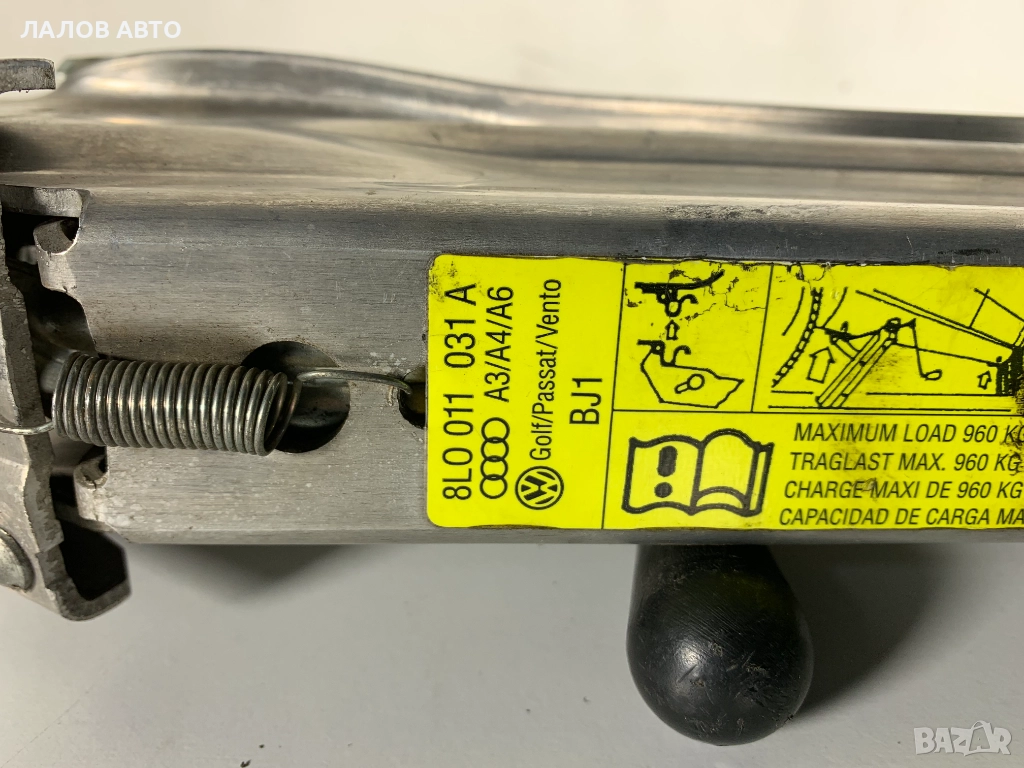 ЛАЛОВ АВТО
8L0 011 031 A
A3/A4/A6
Golf/Passat/Vento
BJ1
MAXIMUM LOAD 960 KG
TRAGLAST MAX. 960 KG
CHARGE MAXI DE 960 KG
CAPACIDAD DE CARGA MA
BAZAR